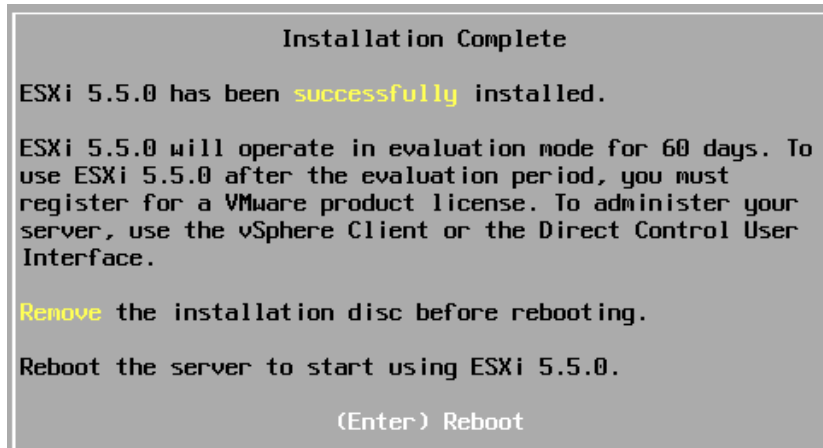 Installation Complete
ESXi 5.5.0 has been successfully installed.
ESXi 5.5.0 will operate in evaluation mode for 60 days. To
use ESXi 5.5.0 after the evaluation period, you must
register for a VMware product license. To administer your
server, use the vSphere Client or the Direct Control User
Interface.
Remove the installation disc before rebooting.
Reboot the server to start using ESXi 5.5.0.
(Enter) Reboot